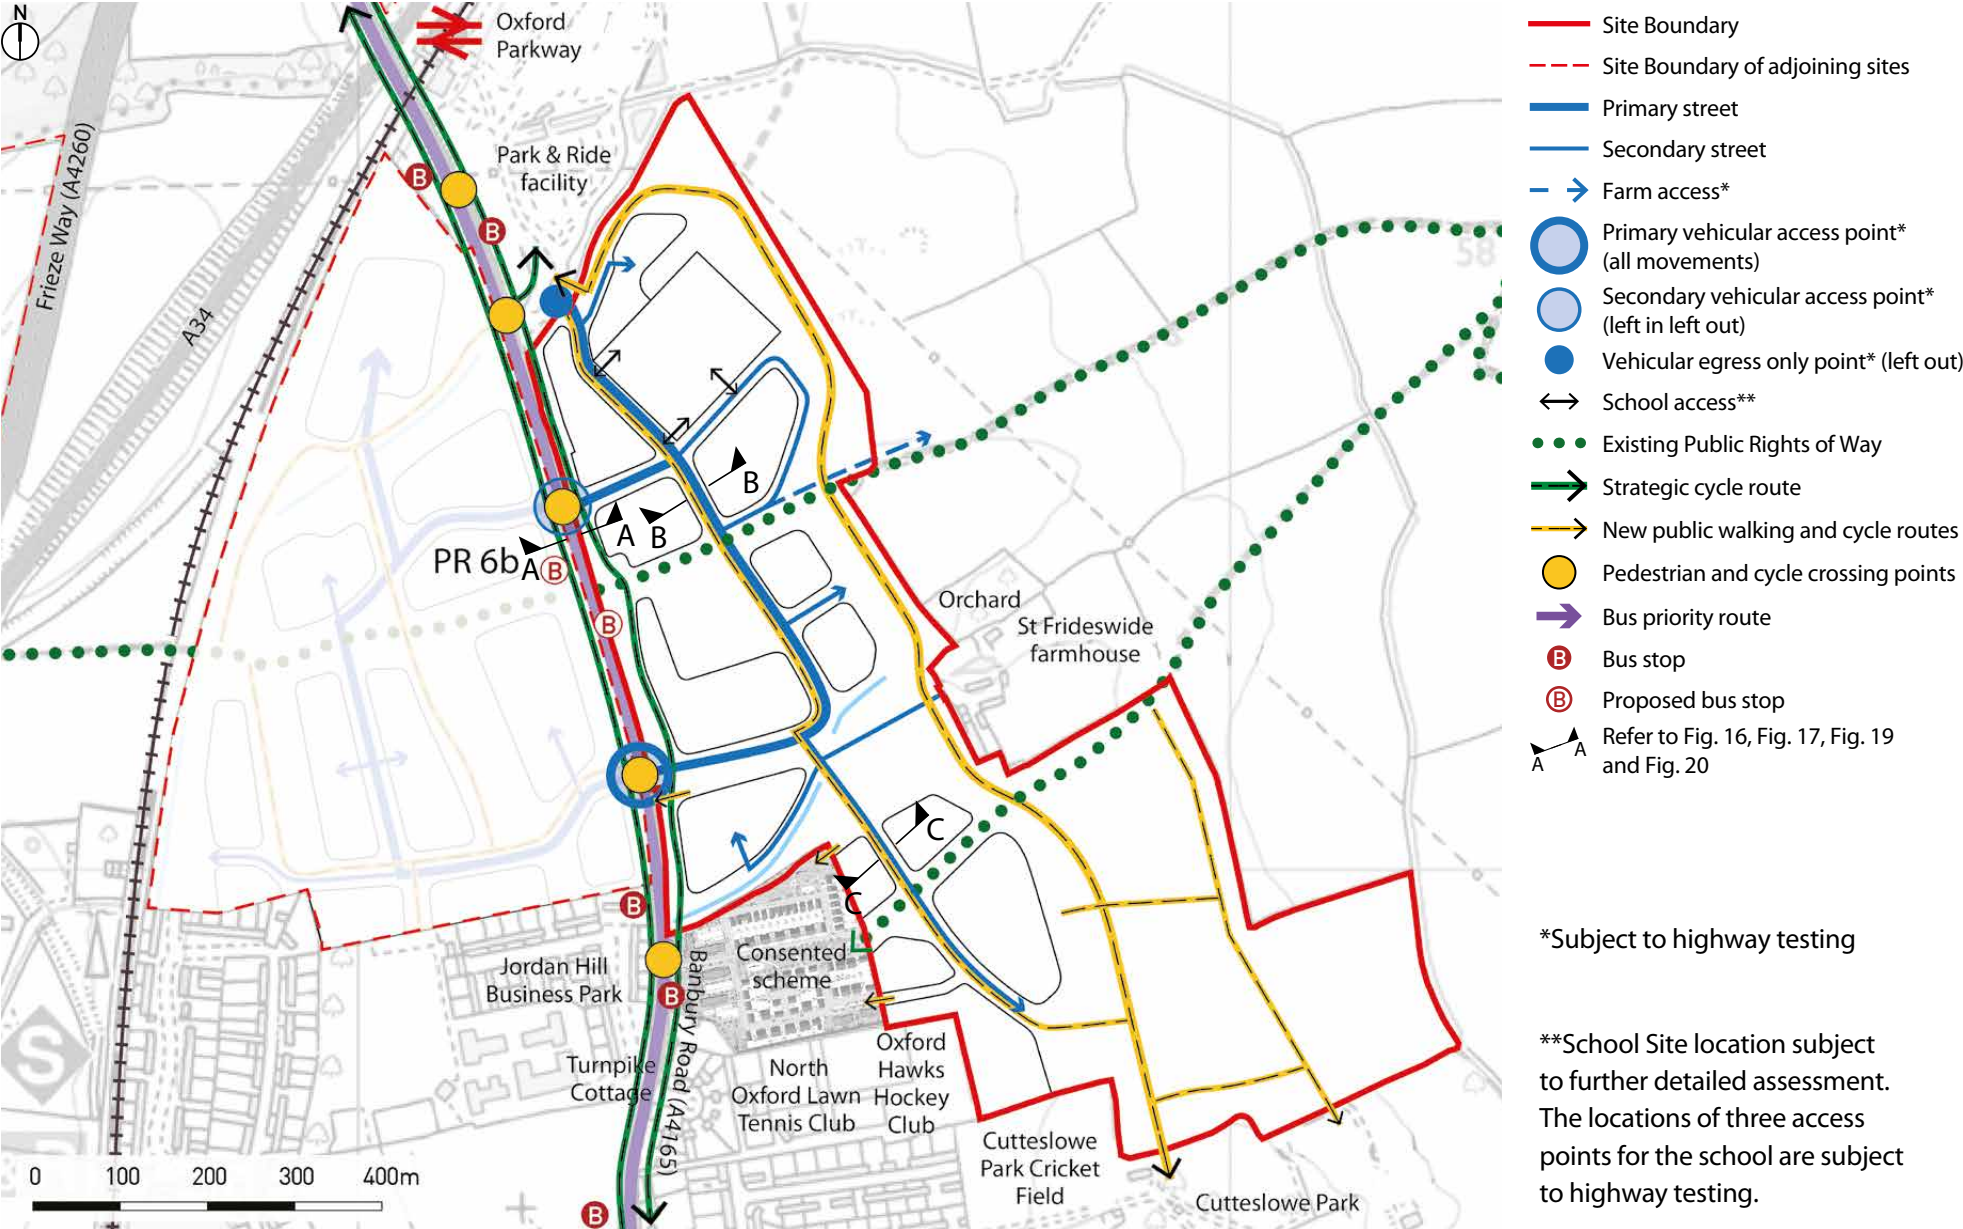 N
Oxford
Parkway
Frieze Way (A4260)
A34
Park & Ride
facility
B
B
58
B
A
B
PR 6b
A
B
B
Orchard
St Frideswide
farmhouse
C
C
B
Jordan Hill
Business Park
Consented
scheme
B
Banbury Road (A4165)
Turnpike
Cottage
North
Oxford Lawn
Tennis Club
Oxford
Hawks
Hockey
Club
Cutteslowe
Park Cricket
Field
Cutteslowe Park
S
B
0 100 200 300 400m
Site Boundary
Site Boundary of adjoining sites
Primary street
Secondary street
Farm access*
Primary vehicular access point*
(all movements)
Secondary vehicular access point*
(left in left out)
Vehicular egress only point* (left out)
School access**
Existing Public Rights of Way
Strategic cycle route
New public walking and cycle routes
Pedestrian and cycle crossing points
Bus priority route
B Bus stop
B Proposed bus stop
A A Refer to Fig. 16, Fig. 17, Fig. 19
and Fig. 20
*Subject to highway testing
**School Site location subject
to further detailed assessment.
The locations of three access
points for the school are subject
to highway testing.